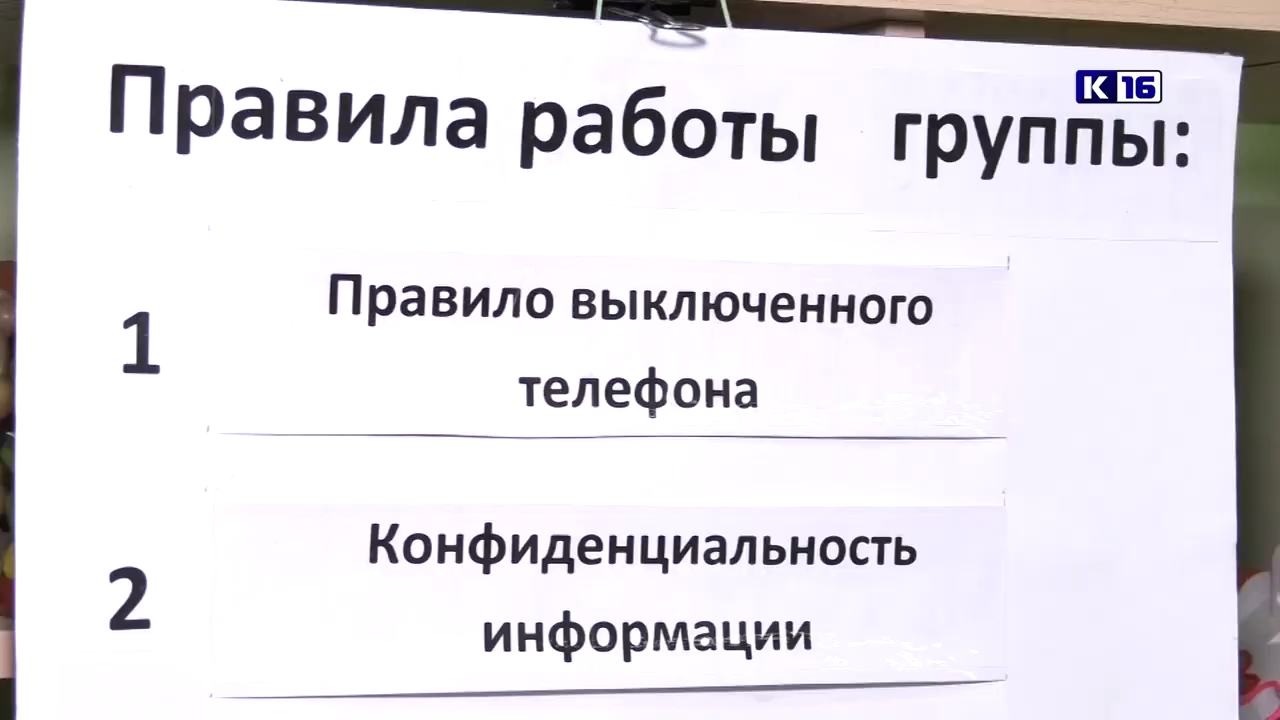 К 16
Правила работы группы:
1
Правило выключенного
телефона
2
Конфиденциальность
информации